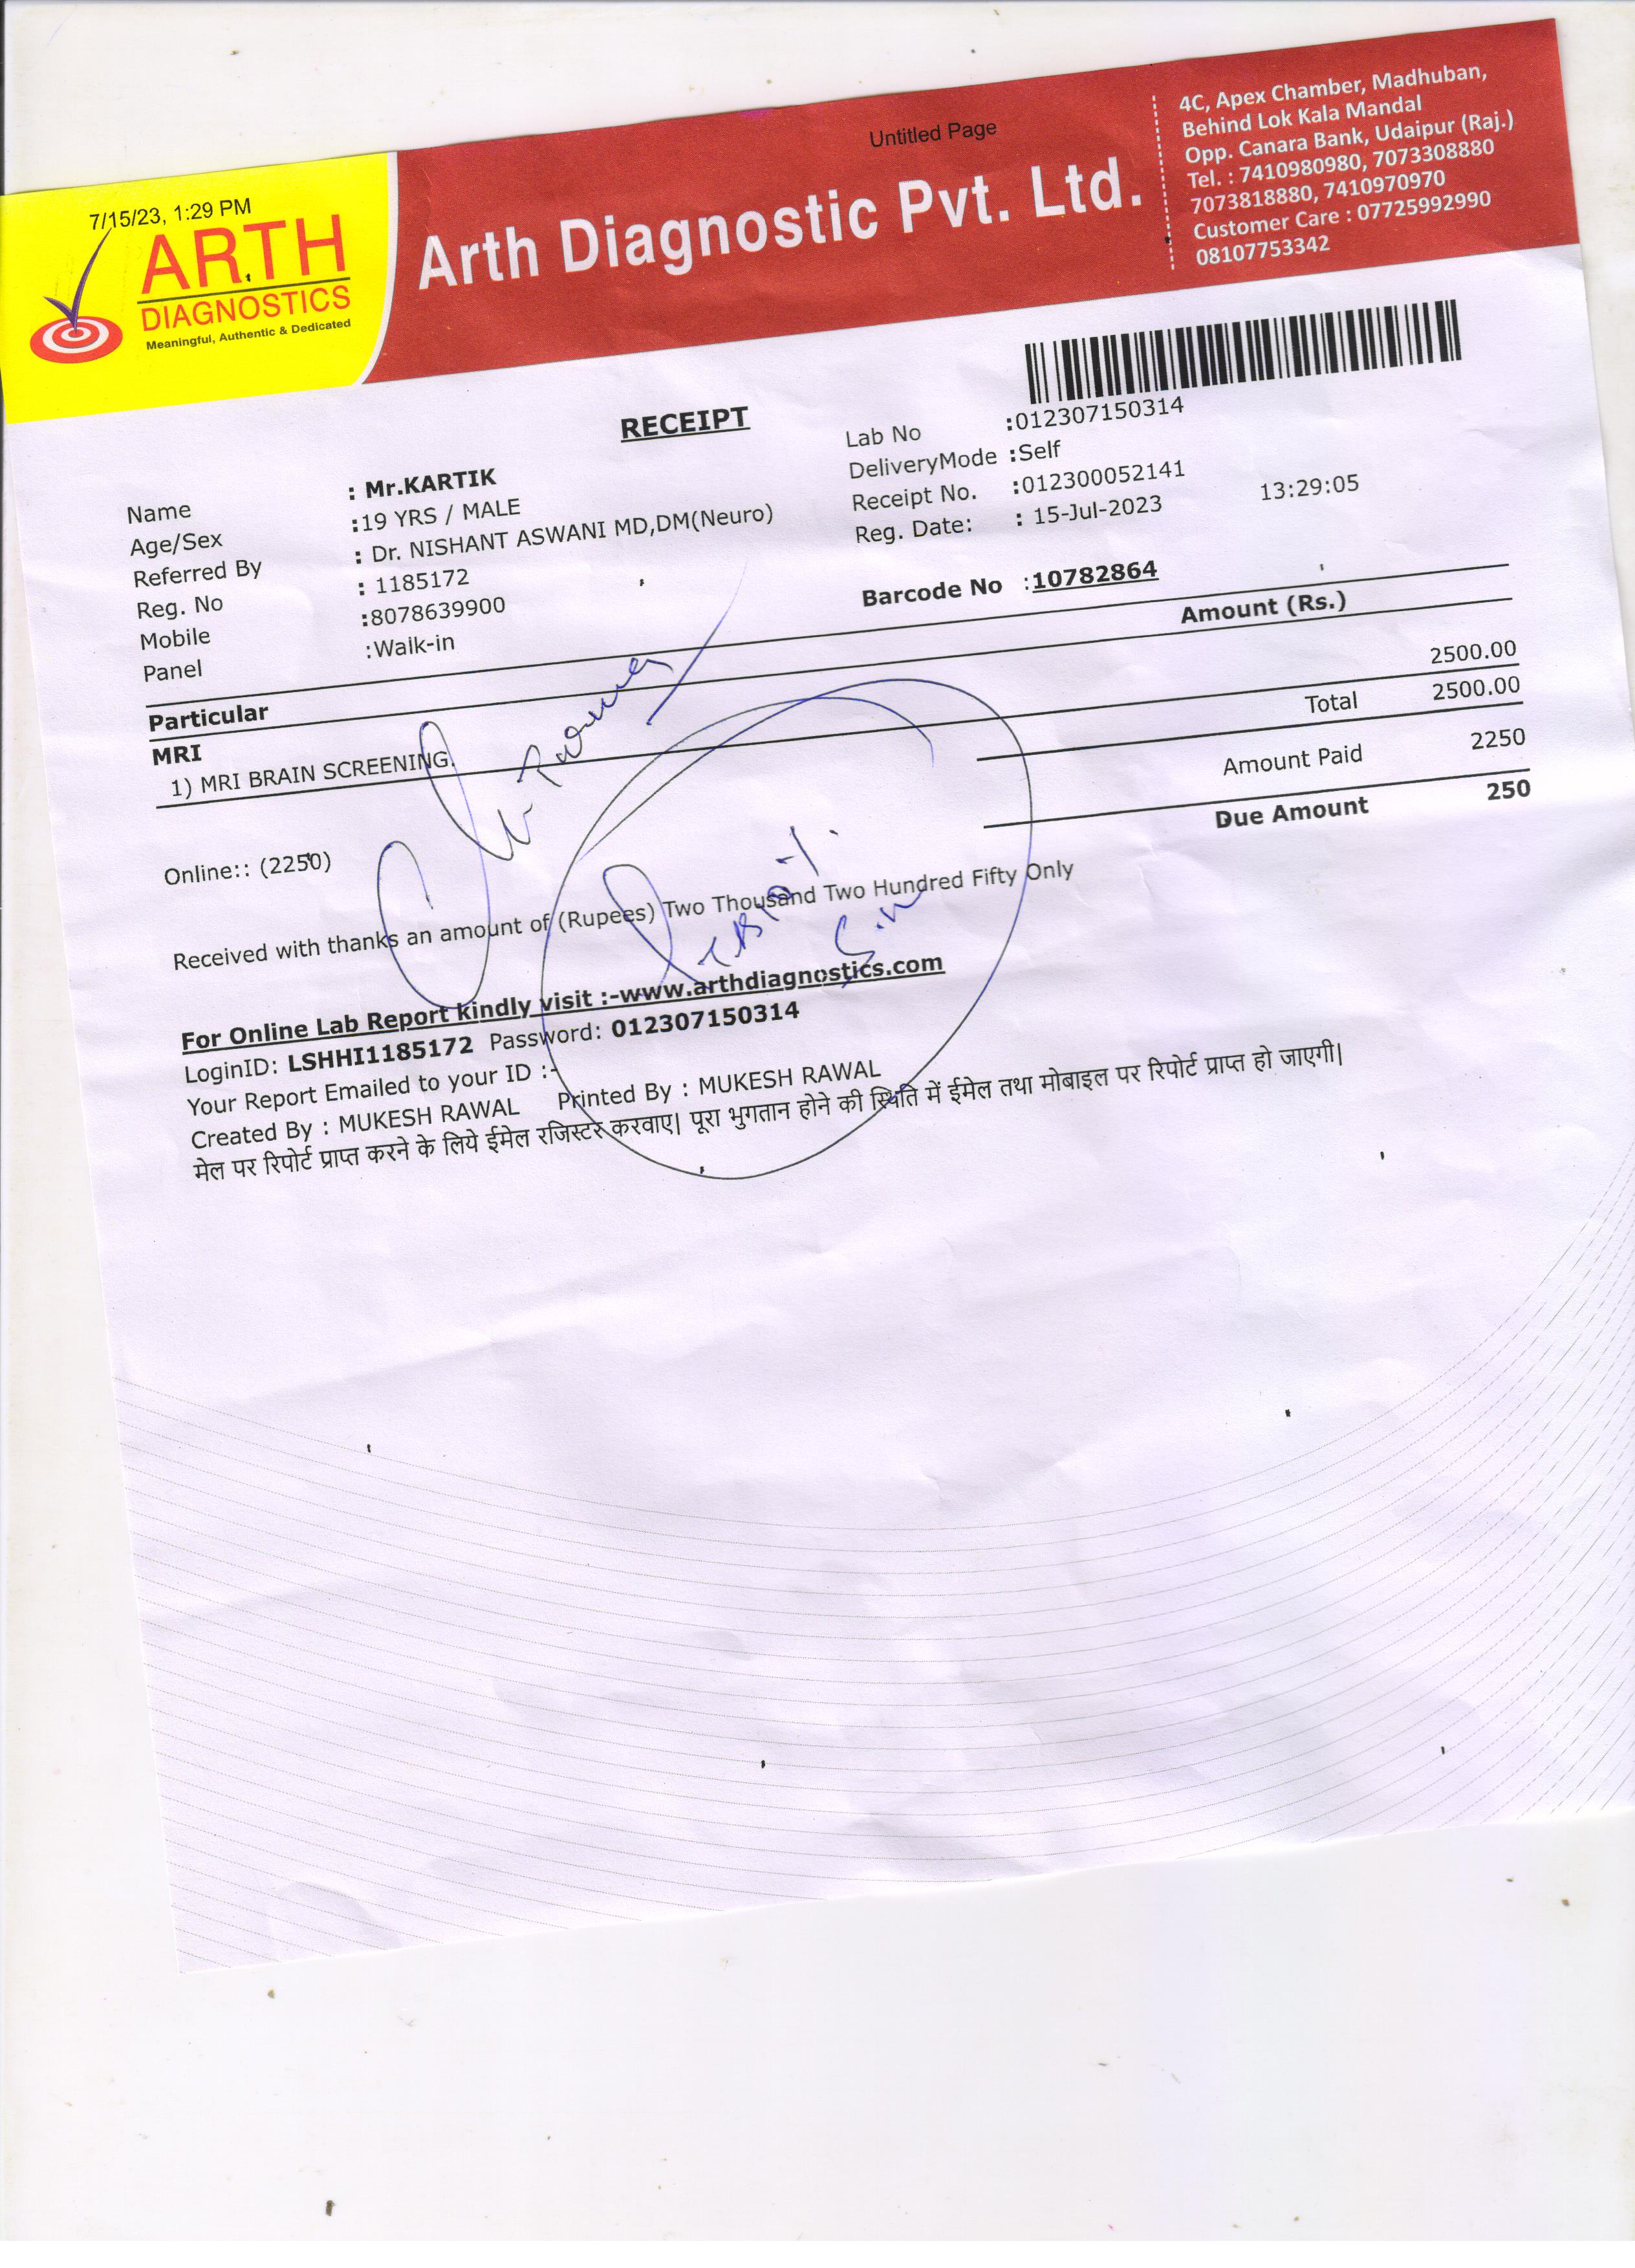 Untitled Page
7/15/23, 1:29 PM
ARTH
DIAGNOSTICS
Meaningful, Authentic & Dedicated
Arth Diagnostic Pvt. Ltd.
4C, Apex Chamber, Madhuban,
Behind Lok Kala Mandal
Opp. Canara Bank, Udaipur (Raj.)
Tel. : 7410980980, 7073308880
7073818880, 7410970970
Customer Care : 07725992990
08107753342
RECEIPT
Name : Mr.KARTIK
Age/Sex :19 YRS / MALE
Referred By : Dr. NISHANT ASWANI MD,DM(Neuro)
Reg. No : 1185172
Mobile :8078639900
Panel :Walk-in
Lab No :012307150314
DeliveryMode :Self
Receipt No. :012300052141
Reg. Date: : 15-Jul-2023 13:29:05
Barcode No :10782864
Particular Amount (Rs.)
MRI
1) MRI BRAIN SCREENING. 2500.00
Total 2500.00
Amount Paid 2250
Due Amount 250
Online:: (2250)
Received with thanks an amount of (Rupees) Two Thousand Two Hundred Fifty Only
For Online Lab Report kindly visit :-www.arthdiagnostics.com
LoginID: LSHHI1185172 Password: 012307150314
Your Report Emailed to your ID :-
Created By : MUKESH RAWAL Printed By : MUKESH RAWAL
मेल पर रिपोर्ट प्राप्त करने के लिये ईमेल रजिस्टर करवाए| पूरा भुगतान होने की स्थिति में ईमेल तथा मोबाइल पर रिपोर्ट प्राप्त हो जाएगी|